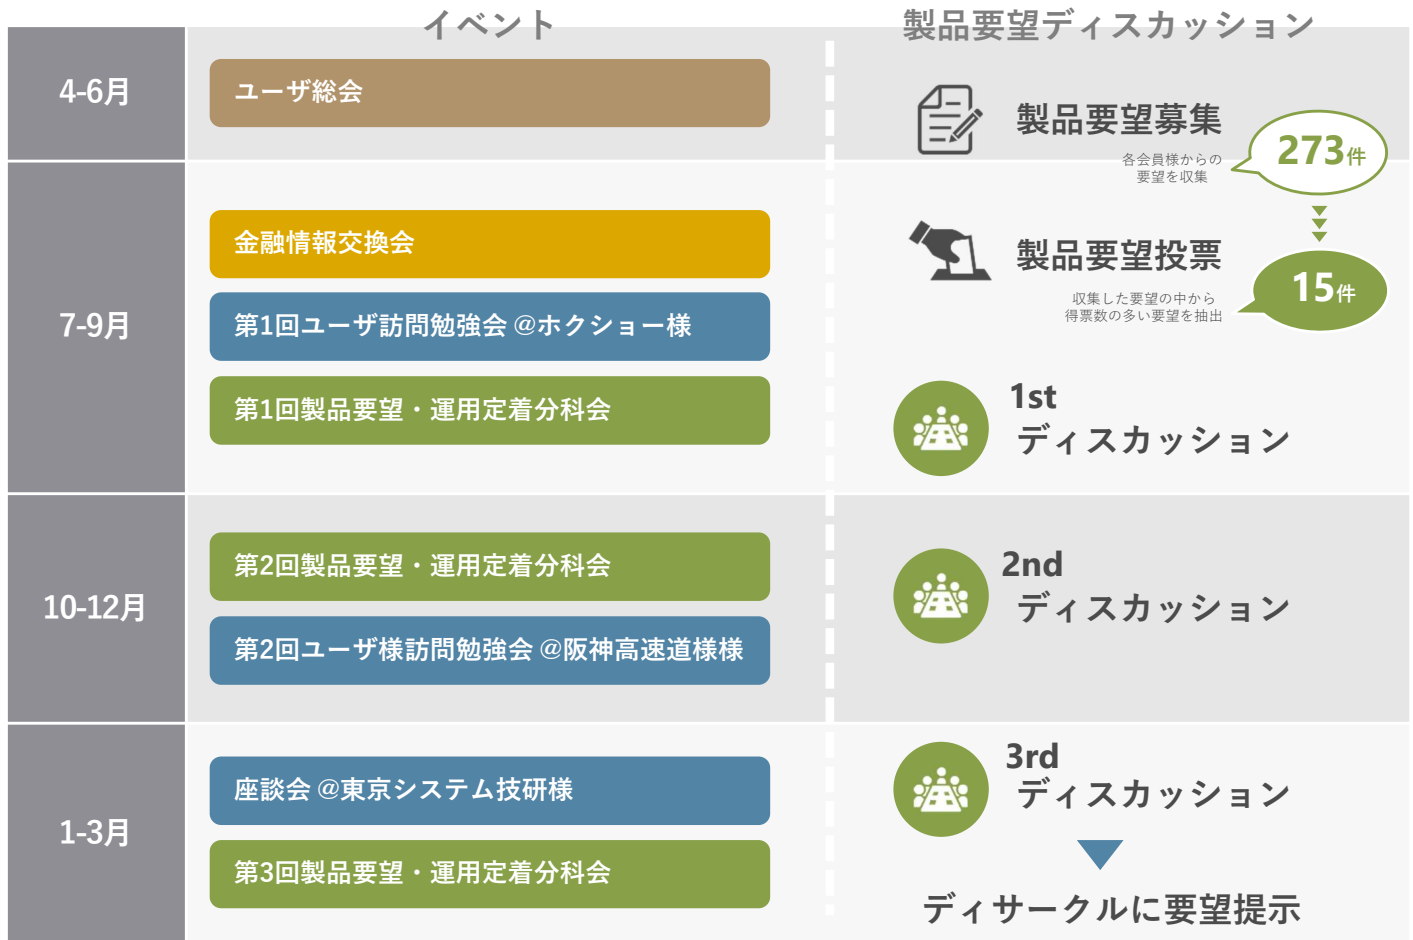 イベント
製品要望ディスカッション
4-6月
ユーザ総会
製品要望募集
各会員様からの
要望を収集
273件
7-9月
金融情報交換会
第1回ユーザ訪問勉強会 @ホクショー様
第1回製品要望・運用定着分科会
製品要望投票
収集した要望の中から
得票数の多い要望を抽出
15件
1st
ディスカッション
10-12月
第2回製品要望・運用定着分科会
第2回ユーザ様訪問勉強会 @阪神高速道様様
2nd
ディスカッション
1-3月
座談会 @東京システム技研様
第3回製品要望・運用定着分科会
3rd
ディスカッション
ディサークルに要望提示